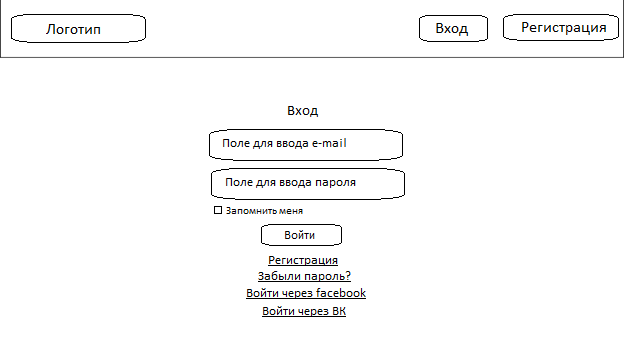 Логотип
Вход
Регистрация
Вход
Поле для ввода e-mail
Поле для ввода пароля
Запомнить меня
Войти
Регистрация
Забыли пароль?
Войти через facebook
Войти через ВК